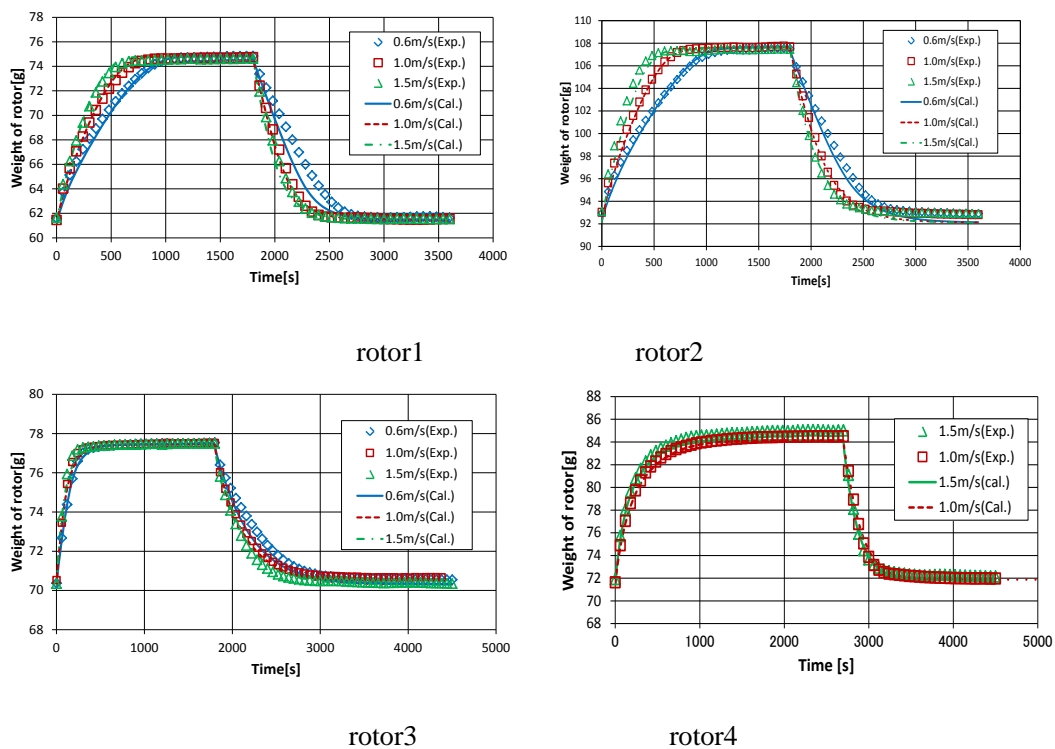 78
76
74
72
70
68
66
64
62
60
Weight of rotor[g]
0 500 1000 1500 2000 2500 3000 3500 4000
Time[s]
0.6m/s(Exp.)
1.0m/s(Exp.)
1.5m/s(Exp.)
0.6m/s(Cal.)
1.0m/s(Cal.)
1.5m/s(Cal.)
110
108
106
104
102
100
98
96
94
92
90
Weight of rotor[g]
0 500 1000 1500 2000 2500 3000 3500 4000
Time[s]
0.6m/s(Exp.)
1.0m/s(Exp.)
1.5m/s(Exp.)
0.6m/s(Cal.)
1.0m/s(Cal.)
1.5m/s(Cal.)
rotor1 rotor2
80
78
76
74
72
70
68
Weight of rotor[g]
0 1000 2000 3000 4000 5000
Time[s]
0.6m/s(Exp.)
1.0m/s(Exp.)
1.5m/s(Exp.)
0.6m/s(Cal.)
1.0m/s(Cal.)
1.5m/s(Cal.)
88
86
84
82
80
78
76
74
72
70
68
Weight of rotor[g]
0 1000 2000 3000 4000 5000
Time [s]
1.5m/s(Exp.)
1.0m/s(Exp.)
1.5m/s(cal.)
1.0m/s(Cal.)
rotor3 rotor4